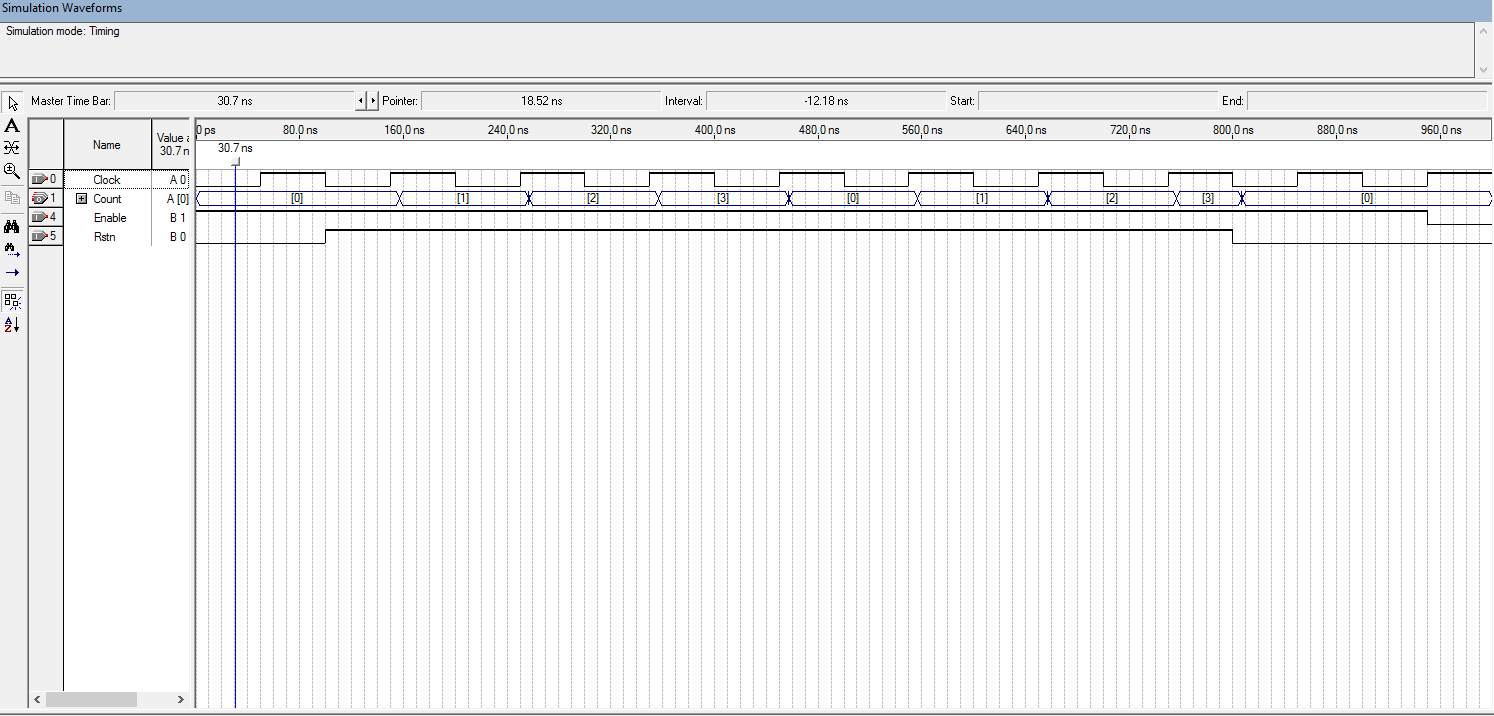 Simulation Waveforms
Simulation mode: Timing
Master Time Bar: 30.7 ns Pointer: 18.52 ns Interval: -12.18 ns Start: End:
Name Value a
30.7 n
0 ps 80.0 ns 160.0 ns 240.0 ns 320.0 ns 400.0 ns 480.0 ns 560.0 ns 640.0 ns 720.0 ns 800.0 ns 880.0 ns 960.0 ns
30.7 ns
0 Clock A 0
1 Count A [0] [0] [1] [2] [3] [0] [1] [2] [3] [0]
4 Enable B 1
5 Rstn B 0